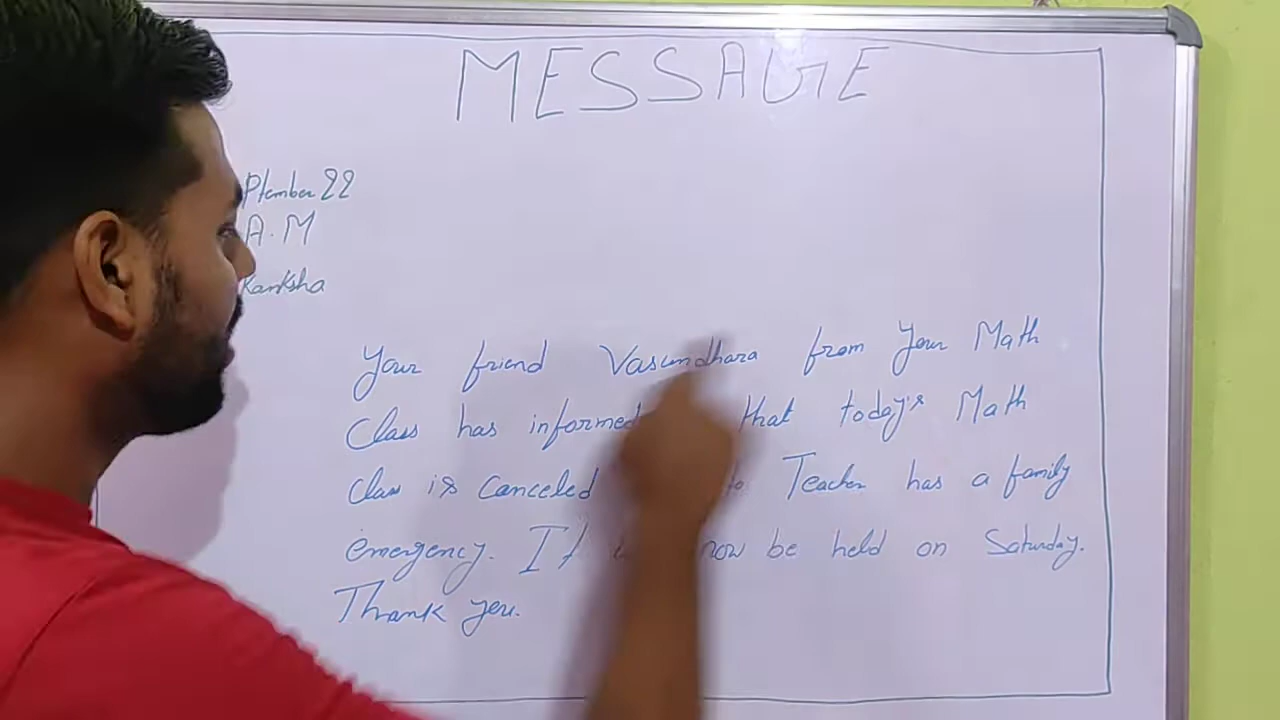 MESSAGE
ptember 22
A.M
Kanksha
Your friend Vasundhara from Your Math
Class has informed that today's Math
Class is Canceled Teacher has a family
emergency. It now be held on Saturday.
Thank you.